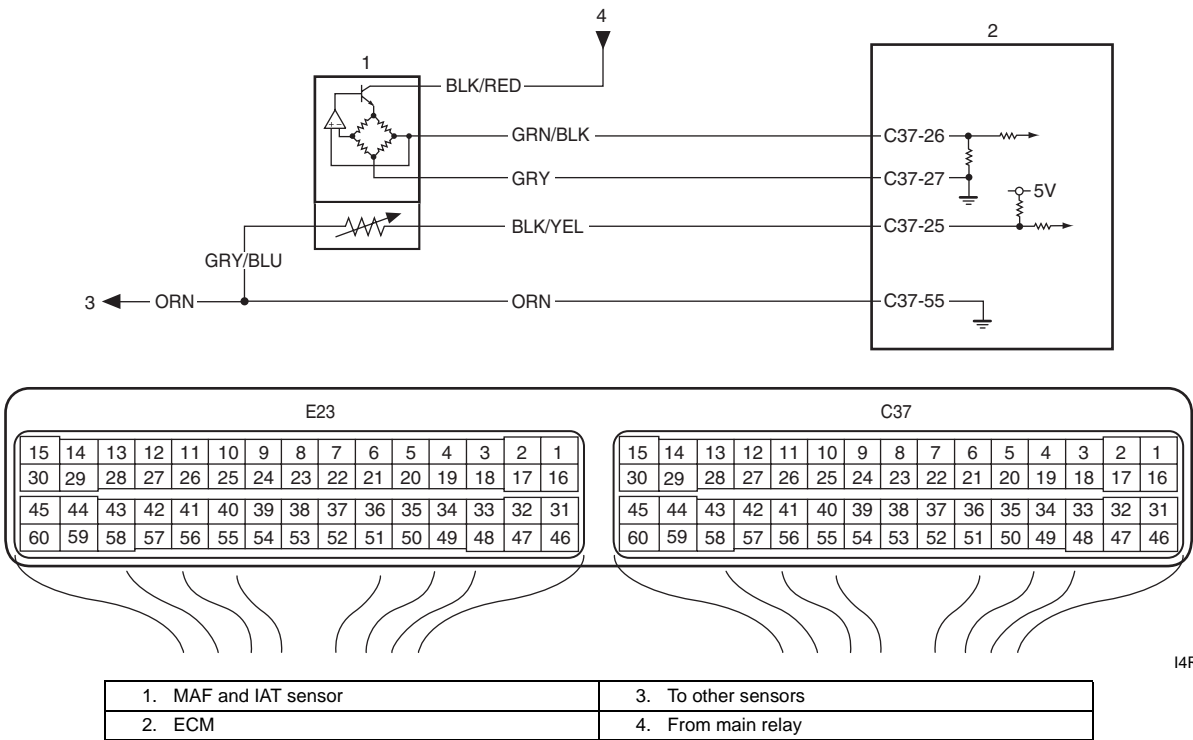 4
2
1
BLK/RED
GRN/BLK
C37-26
GRY
C37-27
5V
BLK/YEL
C37-25
GRY/BLU
3
ORN
ORN
C37-55
E23
15 14 13 12 11 10 9 8 7 6 5 4 3 2 1
30 29 28 27 26 25 24 23 22 21 20 19 18 17 16
45 44 43 42 41 40 39 38 37 36 35 34 33 32 31
60 59 58 57 56 55 54 53 52 51 50 49 48 47 46
C37
15 14 13 12 11 10 9 8 7 6 5 4 3 2 1
30 29 28 27 26 25 24 23 22 21 20 19 18 17 16
45 44 43 42 41 40 39 38 37 36 35 34 33 32 31
60 59 58 57 56 55 54 53 52 51 50 49 48 47 46
1. MAF and IAT sensor
3. To other sensors
2. ECM
4. From main relay